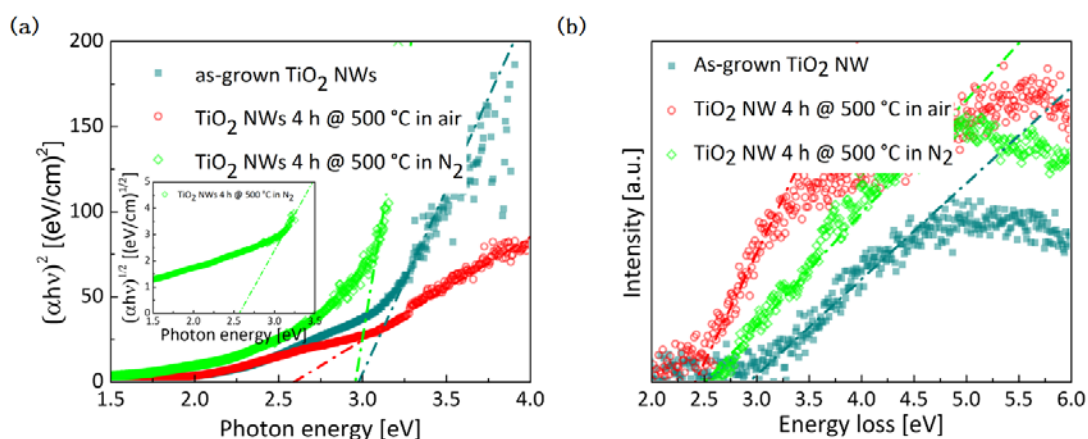 (a)
200
150
100
50
0
(αhν)² [(eV/cm)²]
as-grown TiO₂ NWs
TiO₂ NWs 4 h @ 500 °C in air
TiO₂ NWs 4 h @ 500 °C in N₂
5
4
3
2
1
0
(αhν)^1/2 [(eV/cm)^1/2]
TiO₂ NWs 4 h @ 500 °C in N₂
1.5 2.0 2.5 3.0 3.5
Photon energy [eV]
1.5 2.0 2.5 3.0 3.5 4.0
Photon energy [eV]
(b)
As-grown TiO₂ NW
TiO₂ NW 4 h @ 500 °C in air
TiO₂ NW 4 h @ 500 °C in N₂
Intensity [a.u.]
2.0 2.5 3.0 3.5 4.0 4.5 5.0 5.5 6.0
Energy loss [eV]